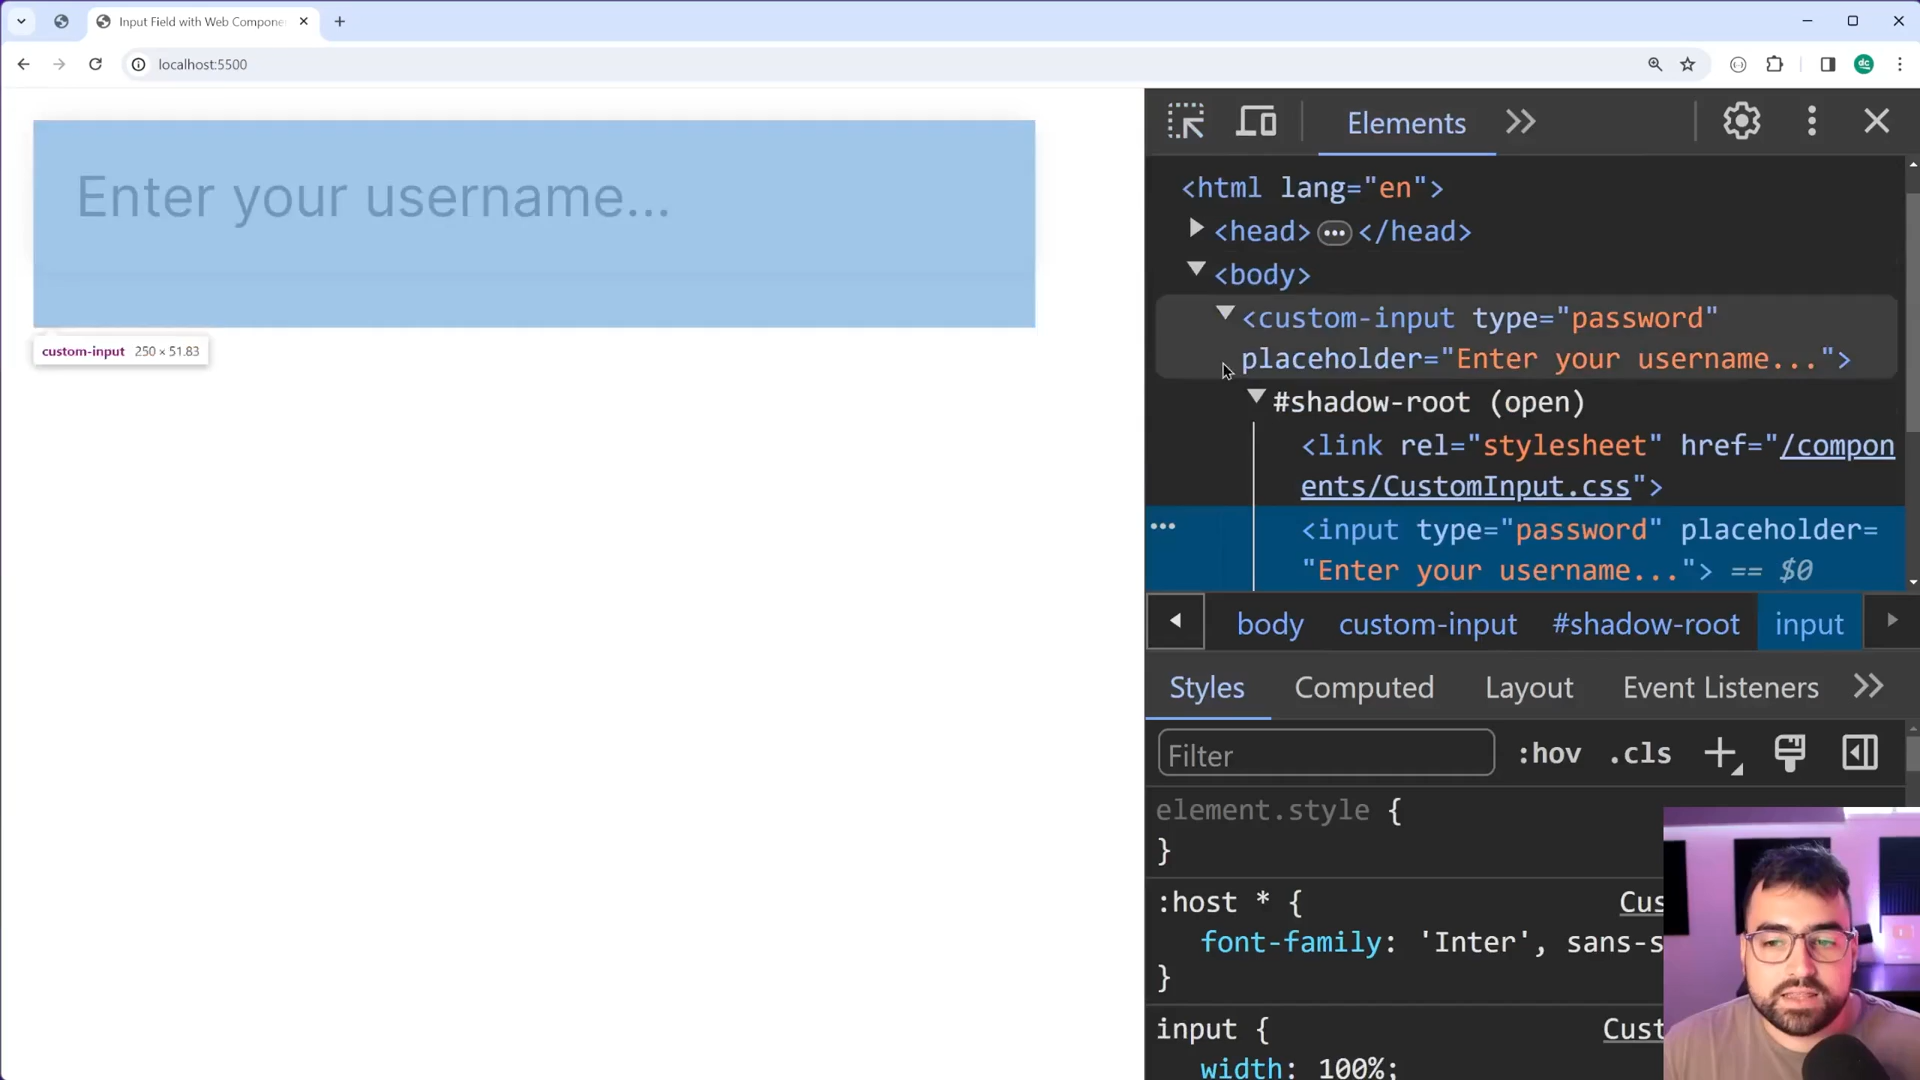 Input Field with Web Compone
localhost:5500
dc
Enter your username...
custom-input 250 × 51.83
Elements
<html lang="en">
<head> ••• </head>
<body>
<custom-input type="password"
placeholder="Enter your username...">
#shadow-root (open)
<link rel="stylesheet" href="/compon
ents/CustomInput.css">
<input type="password" placeholder=
"Enter your username..."> == $0
body custom-input #shadow-root input
Styles Computed Layout Event Listeners
Filter :hov .cls
element.style {
}
:host * { Cus
font-family: 'Inter', sans-s
}
input { Cust
width: 100%;